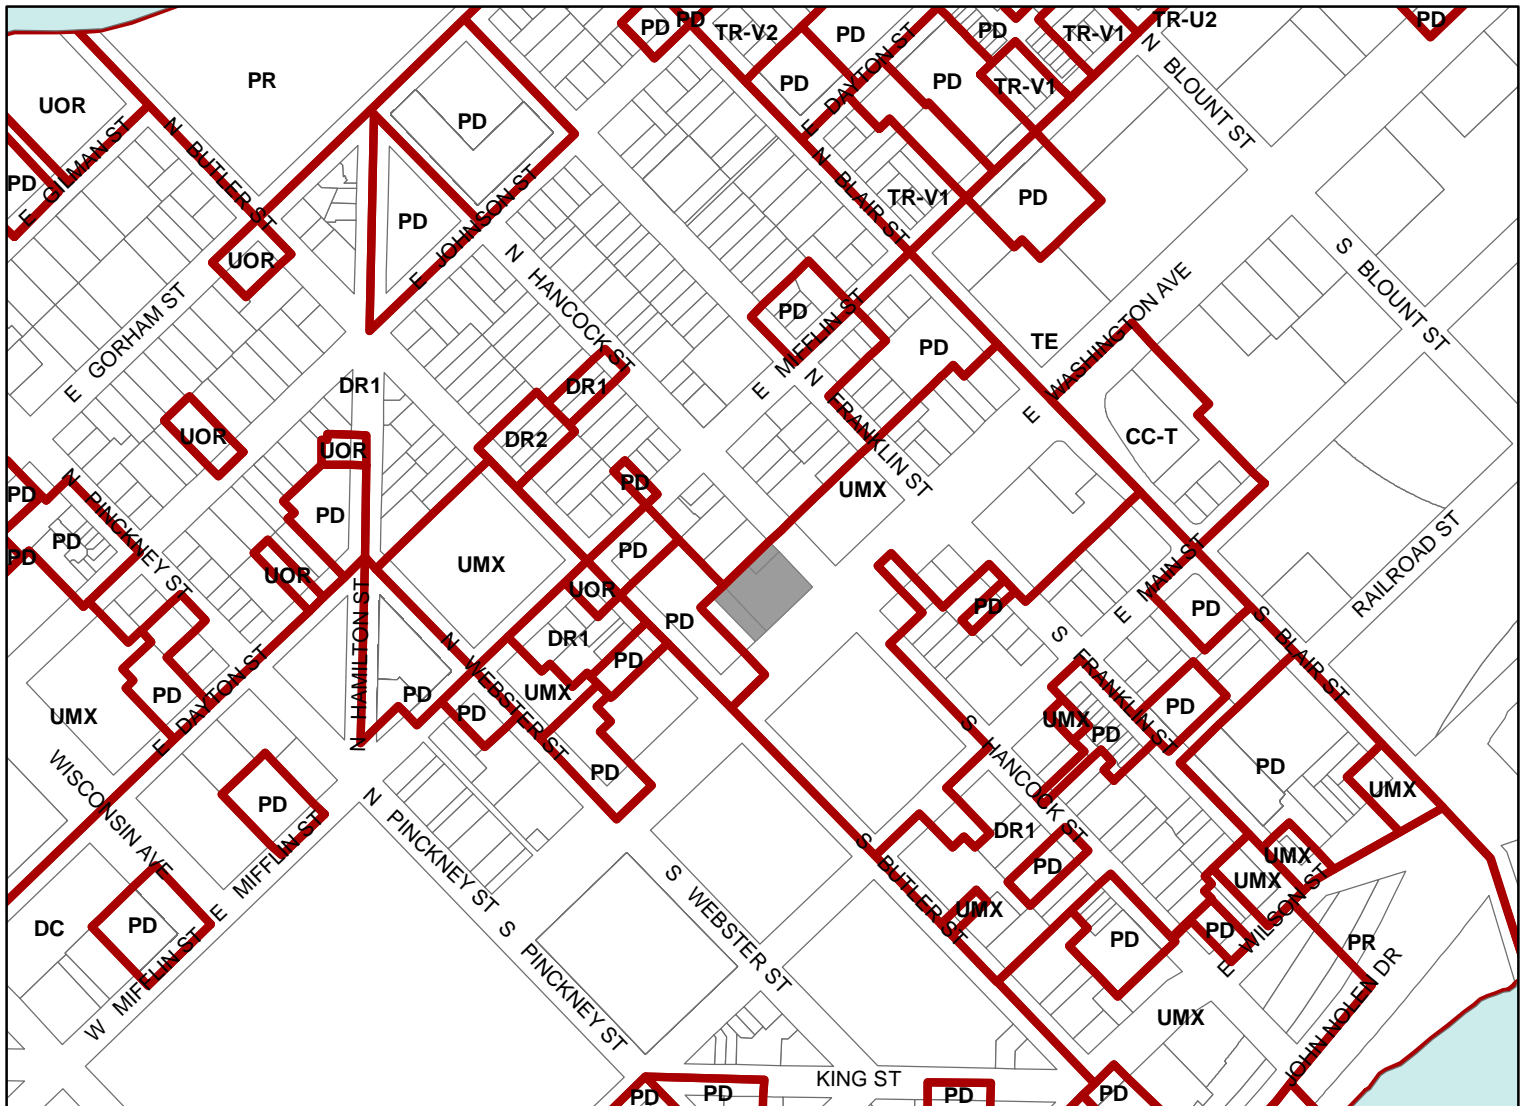 PD
PD
TR-V2
PD
PD
TR-V1
TR-U2
PD
PR
UOR
PD
E DAYTON ST
PD
TR-V1
N BLOUNT ST
PD
N BUTLER ST
E GILMAN ST
PD
PD
E JOHNSON ST
N BLAIR ST
TR-V1
PD
UOR
N HANCOCK ST
E GORHAM ST
PD
E MIFFLIN ST
PD
TE
E WASHINGTON AVE
S BLOUNT ST
DR1
DR1
N FRANKLIN ST
UOR
UOR
DR2
CC-T
PD
N PINCKNEY ST
PD
PD
UMX
PD
PD
UMX
PD
UOR
UOR
E MAIN ST
RAILROAD ST
N HAMILTON ST
PD
PD
PD
DR1
PD
N WEBSTER ST
S BLAIR ST
S FRANKLIN ST
UMX
PD
E DAYTON ST
PD
PD
UMX
PD
UMX
PD
WISCONSIN AVE
PD
S HANCOCK ST
PD
UMX
PD
E MIFFLIN ST
N PINCKNEY ST
DR1
PD
UMX
UMX
S BUTLER ST
S WEBSTER ST
UMX
DC
PD
W MIFFLIN ST
S PINCKNEY ST
PD
PD
E WILSON ST
PR
UMX
JOHN NOLEN DR
KING ST
PD
PD
PD
PD